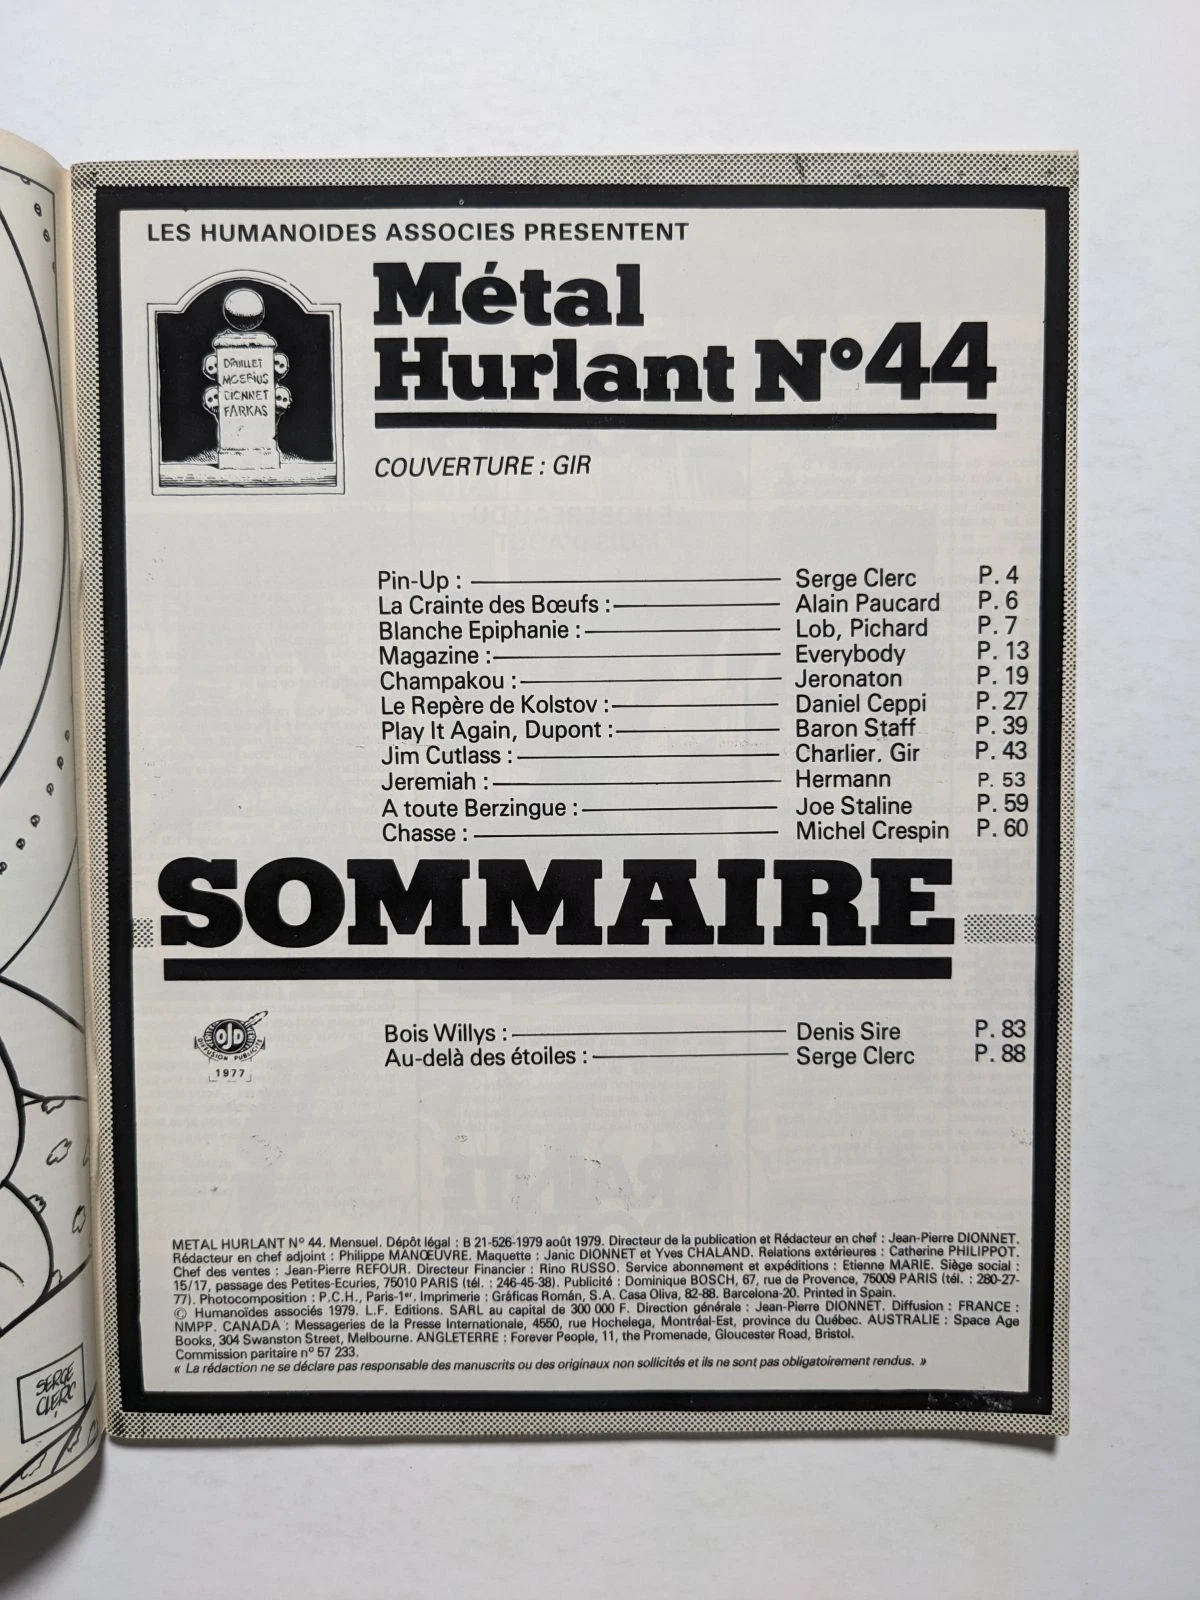 LES HUMANOIDES ASSOCIES PRESENTENT
Métal
Hurlant Nº44
DRUILLET
MOEBIUS
DIONNET
FARKAS
COUVERTURE : GIR
Pin-Up : Serge Clerc P. 4
La Crainte des Bœufs : Alain Paucard P. 6
Blanche Epiphanie : Lob, Pichard P. 7
Magazine : Everybody P. 13
Champakou : Jeronaton P. 19
Le Repère de Kolstov : Daniel Ceppi P. 27
Play It Again, Dupont : Baron Staff P. 39
Jim Cutlass : Charlier. Gir P. 43
Jeremiah : Hermann P. 53
A toute Berzingue : Joe Staline P. 59
Chasse : Michel Crespin P. 60
SOMMAIRE
OJD
DIFFUSION PUBLICITE
1977
Bois Willys : Denis Sire P. 83
Au-delà des étoiles : Serge Clerc P. 88
METAL HURLANT Nº 44. Mensuel. Dépôt légal : B 21-526-1979 août 1979. Directeur de la publication et Rédacteur en chef : Jean-Pierre DIONNET.
Rédacteur en chef adjoint : Philippe MANŒUVRE. Maquette : Janic DIONNET et Yves CHALAND. Relations extérieures : Catherine PHILIPPOT.
Chef des ventes : Jean-Pierre REFOUR. Directeur Financier : Rino RUSSO. Service abonnement et expéditions : Etienne MARIE. Siège social :
15/17, passage des Petites-Ecuries, 75010 PARIS (tél. : 246-45-38). Publicité : Dominique BOSCH, 67, rue de Provence, 75009 PARIS (tél. : 280-27-
77). Photocomposition : P.C.H., Paris-1er. Imprimerie : Gráficas Román, S.A. Casa Oliva, 82-88. Barcelona-20. Printed in Spain.
© Humanoïdes associés 1979. L.F. Editions. SARL au capital de 300 000 F. Direction générale : Jean-Pierre DIONNET. Diffusion : FRANCE :
NMPP. CANADA : Messageries de la Presse Internationale, 4550, rue Hochelega, Montréal-Est, province du Québec. AUSTRALIE : Space Age
Books, 304 Swanston Street, Melbourne. ANGLETERRE : Forever People, 11, the Promenade, Gloucester Road, Bristol.
Commission paritaire nº 57 233.
« La rédaction ne se déclare pas responsable des manuscrits ou des originaux non sollicités et ils ne sont pas obligatoirement rendus. »
SERGE
CLERC